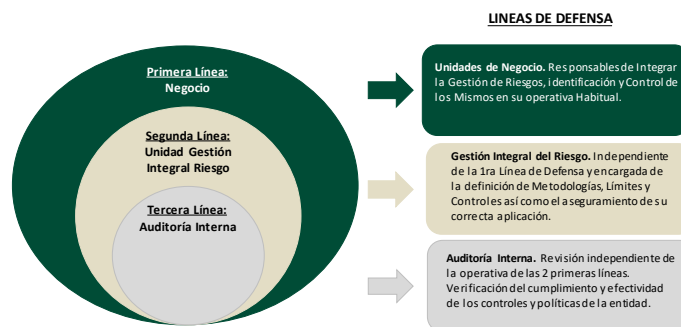 LINEAS DE DEFENSA
Primera Línea:
Negocio
Segunda Línea:
Unidad Gestión
Integral Riesgo
Tercera Línea:
Auditoría Interna
Unidades de Negocio. Responsables de Integrar
la Gestión de Riesgos, identificación y Control de
los Mismos en su operativa Habitual.
Gestión Integral del Riesgo. Independiente
de la 1ra Línea de Defensa y encargada de
la definición de Metodologías, Límites y
Controles así como el aseguramiento de su
correcta aplicación.
Auditoría Interna. Revisión independiente de
la operativa de las 2 primeras líneas.
Verificación del cumplimiento y efectividad
de los controles y políticas de la entidad.